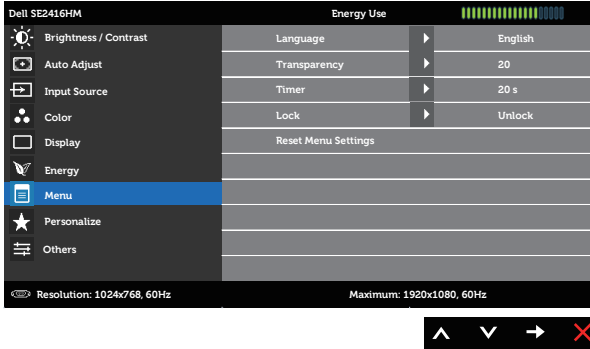 Dell SE2416HM Energy Use
Brightness / Contrast Language English
Auto Adjust Transparency 20
Input Source Timer 20 s
Color Lock Unlock
Display Reset Menu Settings
Energy
Menu
Personalize
Others
Resolution: 1024x768, 60Hz Maximum: 1920x1080, 60Hz